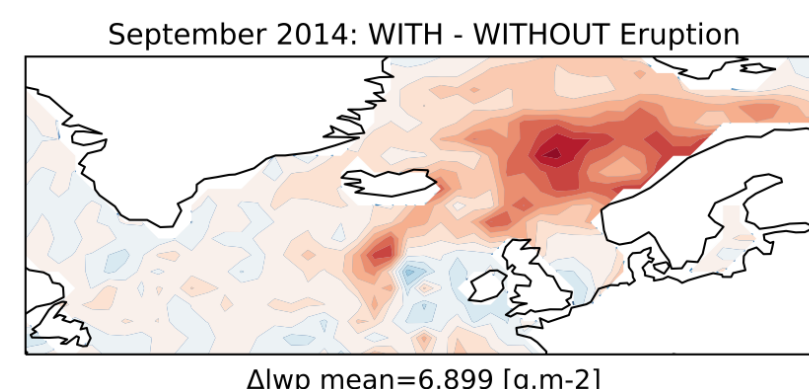 September 2014: WITH - WITHOUT Eruption
Δlwp mean=6.899 [g.m-2]